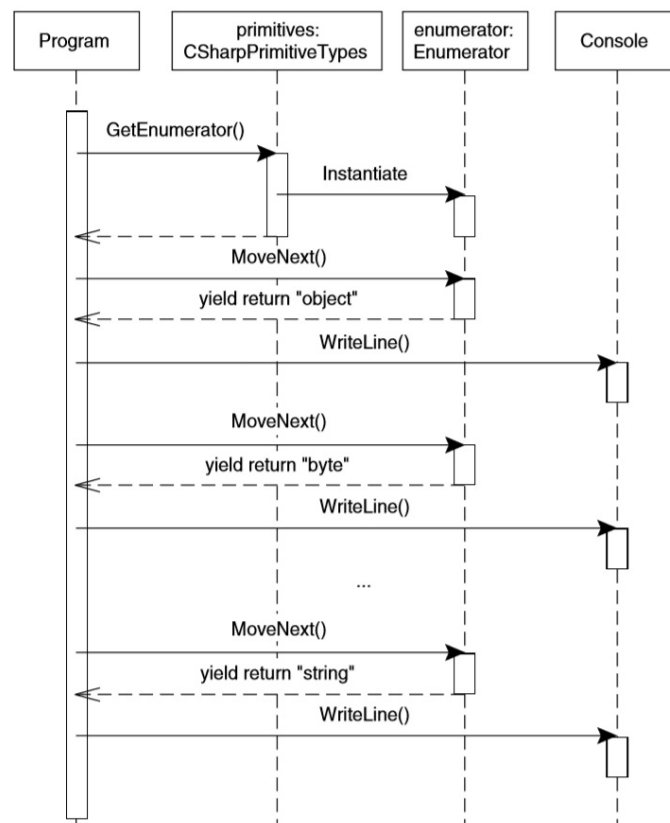 Program
primitives:
CSharpPrimitiveTypes
enumerator:
Enumerator
Console
GetEnumerator()
Instantiate
MoveNext()
yield return "object"
WriteLine()
MoveNext()
yield return "byte"
WriteLine()
...
MoveNext()
yield return "string"
WriteLine()